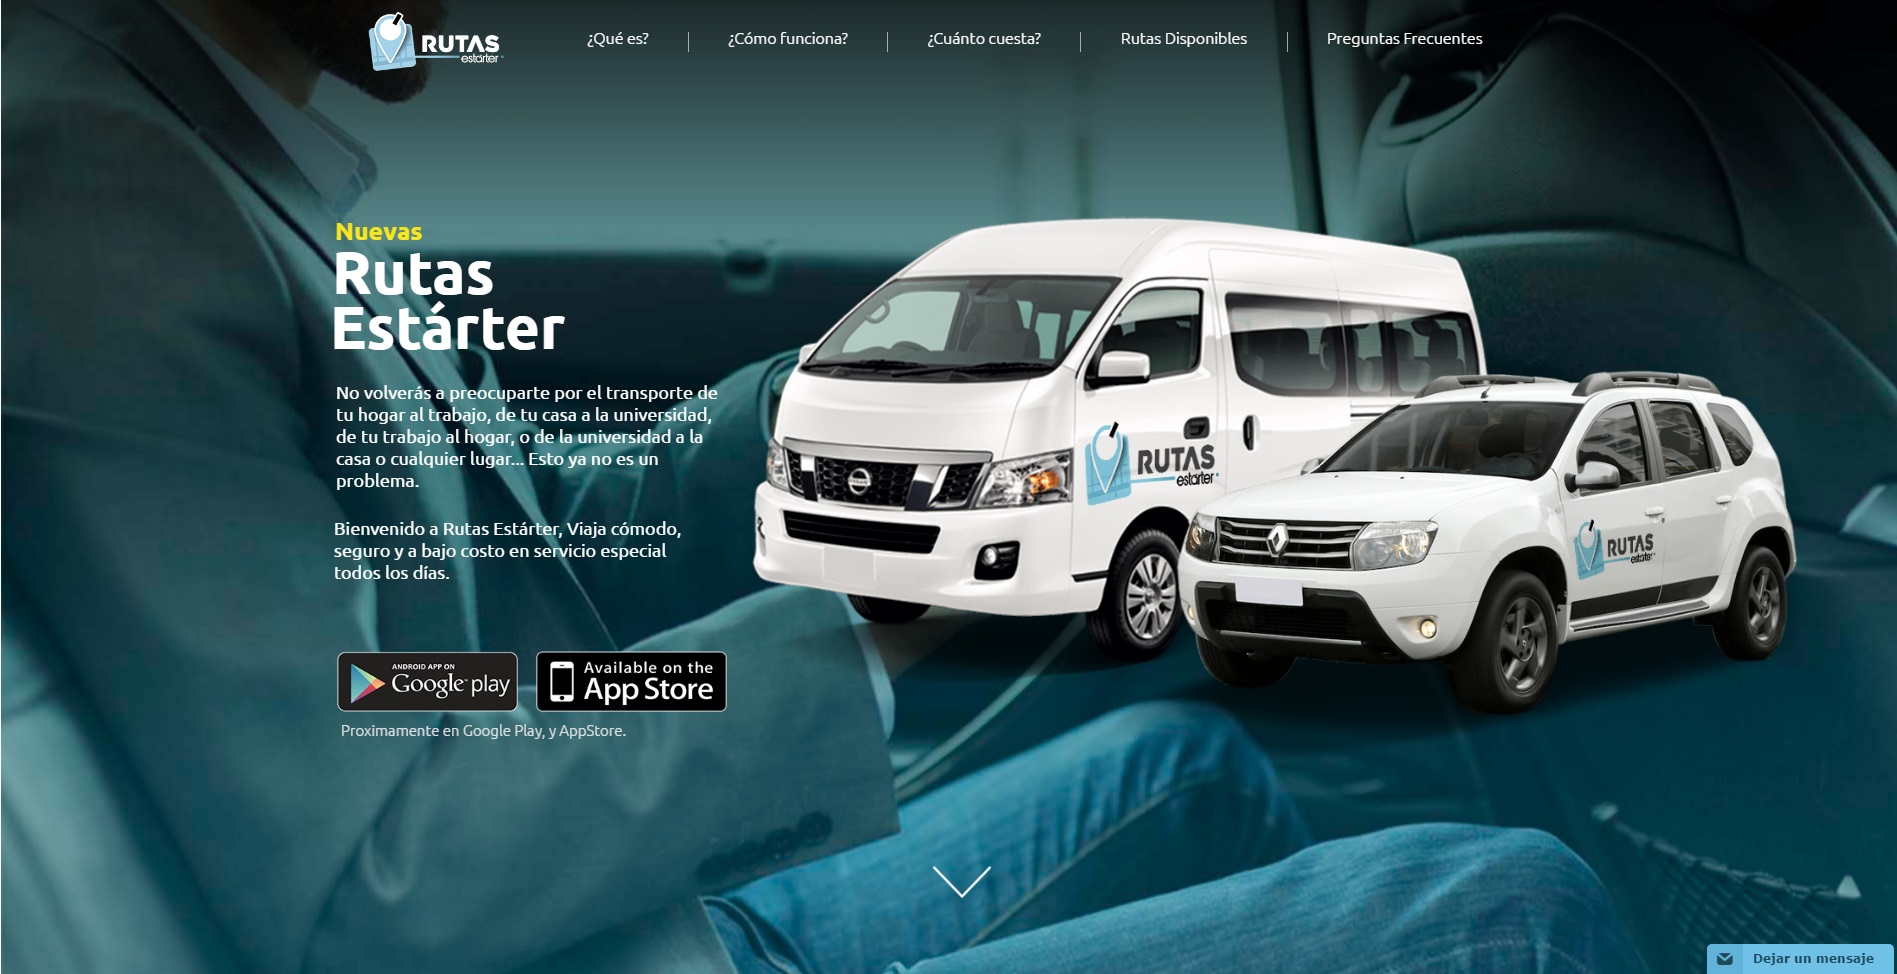 RUTAS
estárter
¿Qué es?
¿Cómo funciona?
¿Cuánto cuesta?
Rutas Disponibles
Preguntas Frecuentes
Nuevas
Rutas
Estárter
No volverás a preocuparte por el transporte de
tu hogar al trabajo, de tu casa a la universidad,
de tu trabajo al hogar, o de la universidad a la
casa o cualquier lugar... Esto ya no es un
problema.
Bienvenido a Rutas Estárter, Viaja cómodo,
seguro y a bajo costo en servicio especial
todos los días.
ANDROID APP ON
Google play
Available on the
App Store
Proximamente en Google Play, y AppStore.
RUTAS
estárter
RUTAS
estárter
NISSAN
Dejar un mensaje